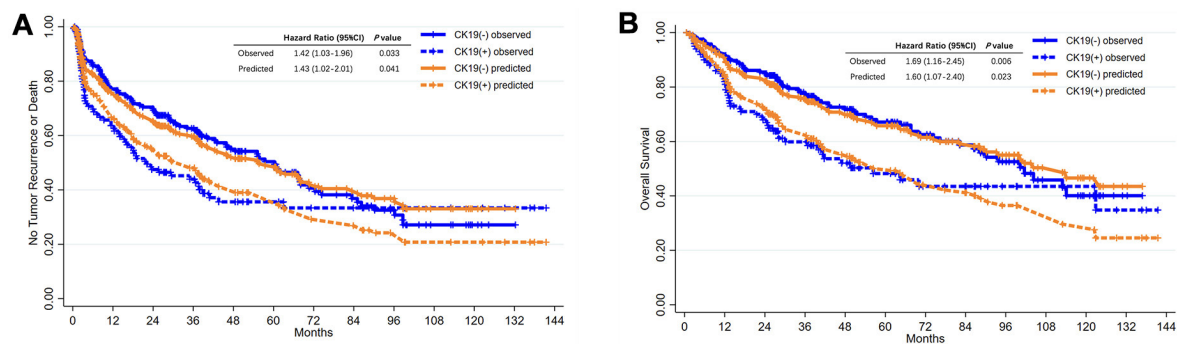 A
Hazard Ratio (95%CI) P value
Observed 1.42 (1.03-1.96) 0.033
Predicted 1.43 (1.02-2.01) 0.041
CK19(-) observed
CK19(+) observed
CK19(-) predicted
CK19(+) predicted
No Tumor Recurrence or Death
1.00
0.80
0.60
0.40
0.20
0.00
0 12 24 36 48 60 72 84 96 108 120 132 144
Months
B
Hazard Ratio (95%CI) P value
Observed 1.69 (1.16-2.45) 0.006
Predicted 1.60 (1.07-2.40) 0.023
CK19(-) observed
CK19(+) observed
CK19(-) predicted
CK19(+) predicted
Overall Survival
1.00
0.80
0.60
0.40
0.20
0.00
0 12 24 36 48 60 72 84 96 108 120 132 144
Months